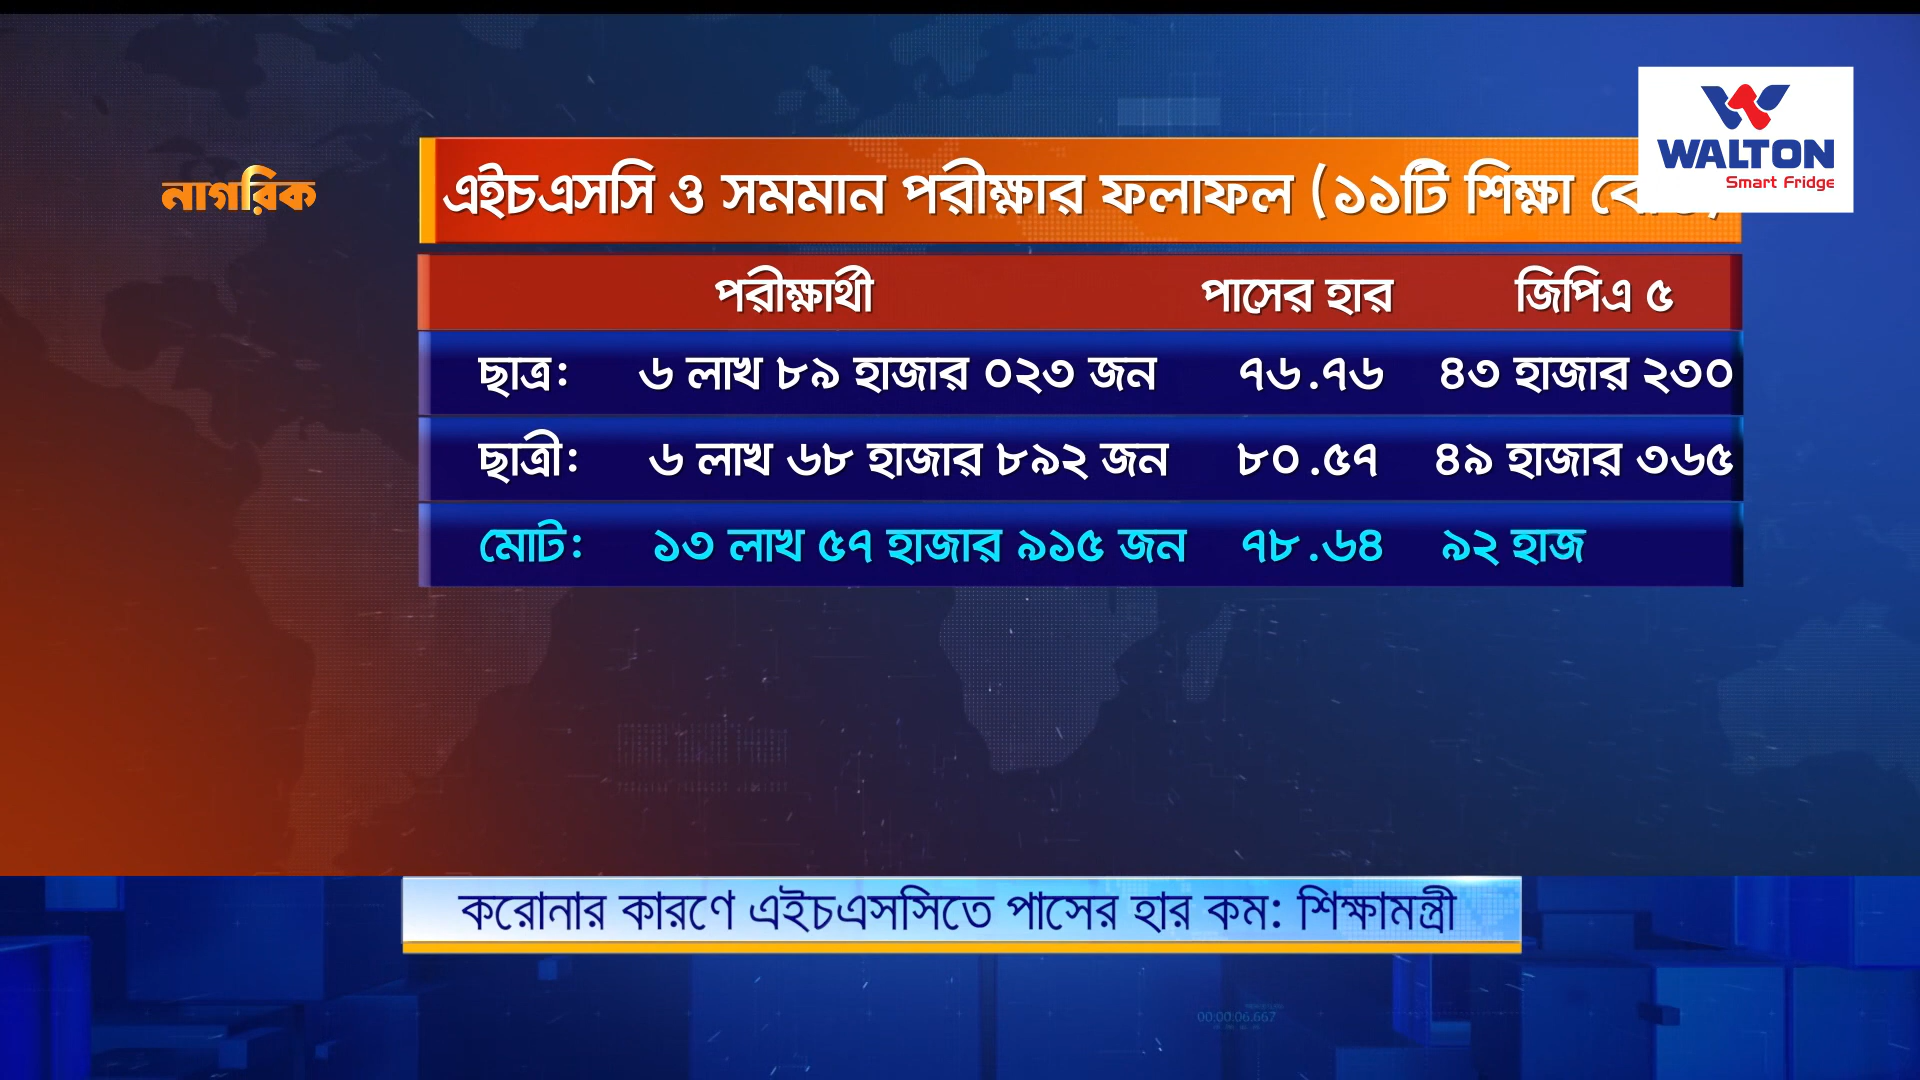 WALTON
Smart Fridge
নাগরিক
এইচএসসি ও সমমান পরীক্ষার ফলাফল (১১টি শিক্ষা
পরীক্ষার্থী পাসের হার জিপিএ ৫
ছাত্র: ৬ লাখ ৮৯ হাজার ০২৩ জন ৭৬.৭৬ ৪৩ হাজার ২৩০
ছাত্রী: ৬ লাখ ৬৮ হাজার ৮৯২ জন ৮০.৫৭ ৪৯ হাজার ৩৬৫
মোট: ১৩ লাখ ৫৭ হাজার ৯১৫ জন ৭৮.৬৪ ৯২ হাজ
করোনার কারণে এইচএসসিতে পাসের হার কম: শিক্ষামন্ত্রী
00:00:06.667